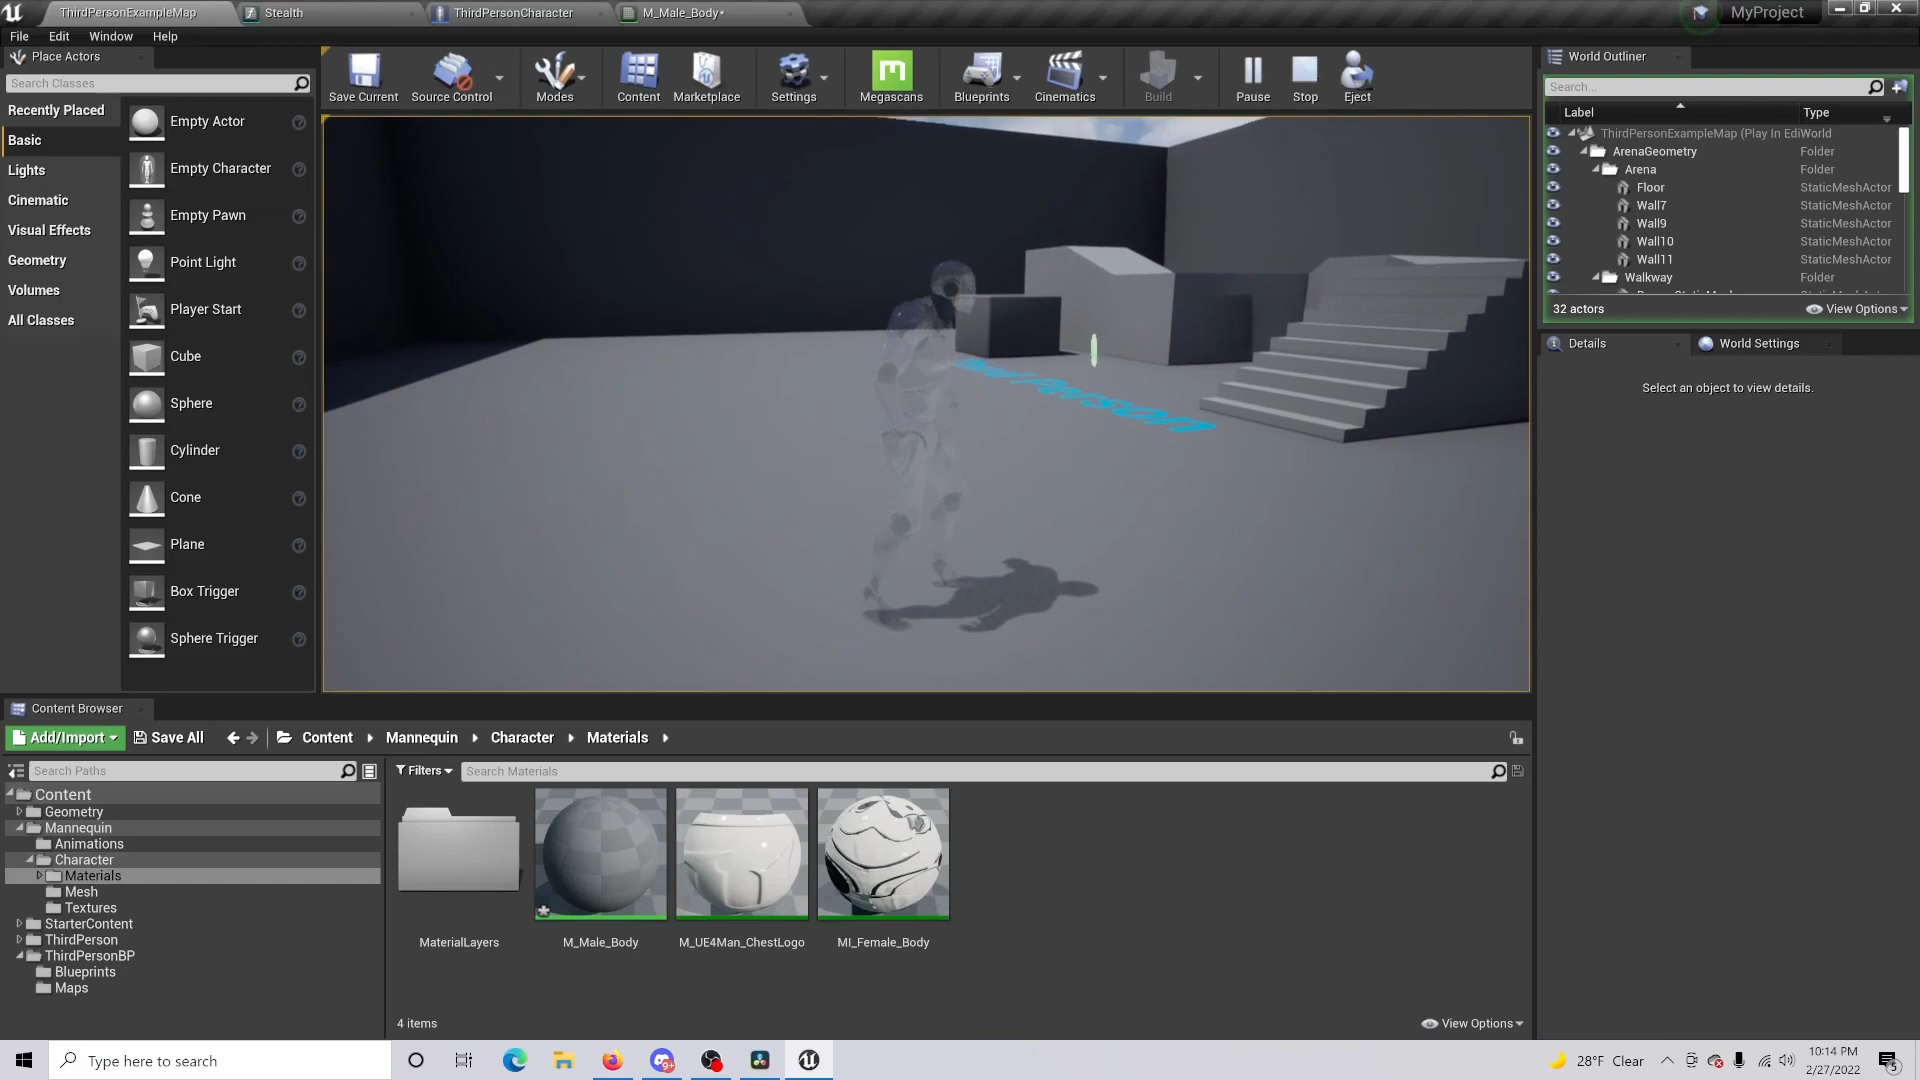 ThirdPersonExampleMap
Stealth
ThirdPersonCharacter
M_Male_Body•
MyProject
File Edit Window Help
Place Actors
Search Classes
Recently Placed
Basic
Lights
Cinematic
Visual Effects
Geometry
Volumes
All Classes
Empty Actor
Empty Character
Empty Pawn
Point Light
Player Start
Cube
Sphere
Cylinder
Cone
Plane
Box Trigger
Sphere Trigger
Save Current
Source Control
Modes
Content
Marketplace
Settings
Megascans
Blueprints
Cinematics
Build
Pause
Stop
Eject
World Outliner
Search...
Label Type
ThirdPersonExampleMap (Play In Edi World
ArenaGeometry Folder
Arena Folder
Floor StaticMeshActor
Wall7 StaticMeshActor
Wall9 StaticMeshActor
Wall10 StaticMeshActor
Wall11 StaticMeshActor
Walkway Folder
32 actors
View Options
Details
World Settings
Select an object to view details.
Content Browser
Add/Import
Save All
Content
Mannequin
Character
Materials
Search Paths
Filters
Search Materials
Content
Geometry
Mannequin
Animations
Character
Materials
Mesh
Textures
StarterContent
ThirdPerson
ThirdPersonBP
Blueprints
Maps
MaterialLayers
M_Male_Body
M_UE4Man_ChestLogo
MI_Female_Body
4 items
View Options
Type here to search
9+
28°F Clear
10:14 PM
2/27/2022
5